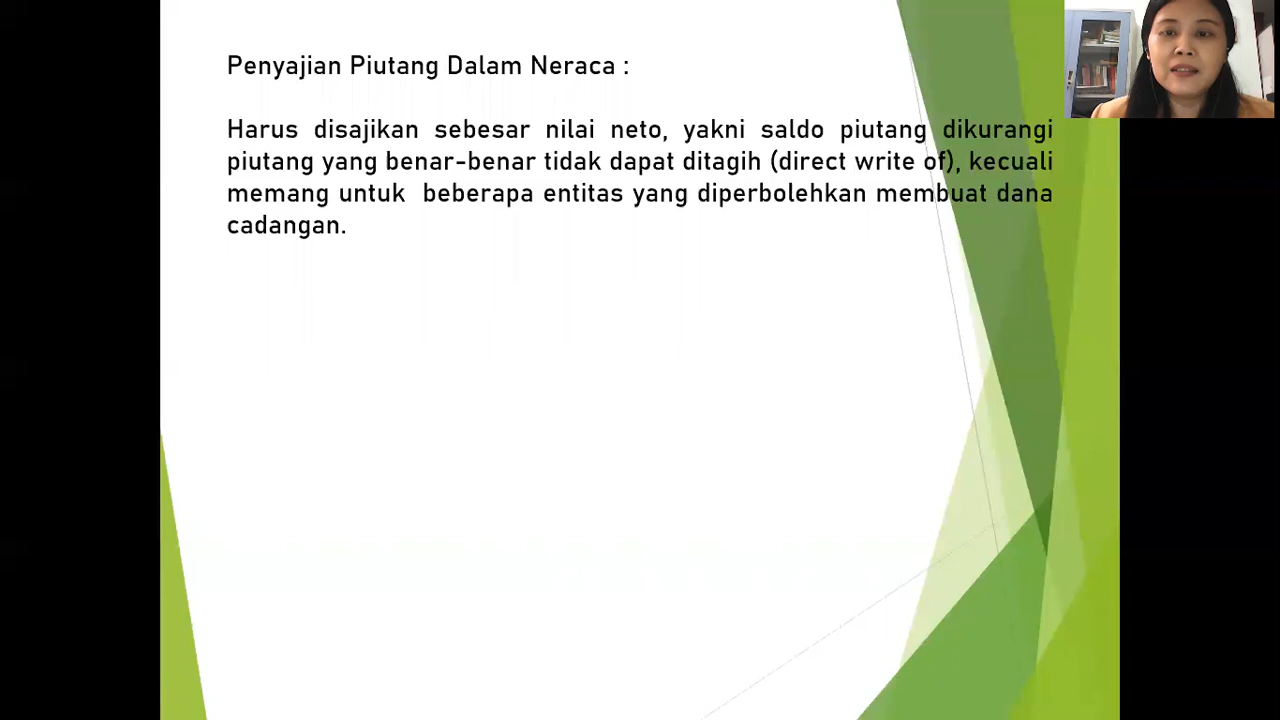 Penyajian Piutang Dalam Neraca :
Harus disajikan sebesar nilai neto, yakni saldo piutang dikurangi
piutang yang benar-benar tidak dapat ditagih (direct write of), kecuali
memang untuk beberapa entitas yang diperbolehkan membuat dana
cadangan.